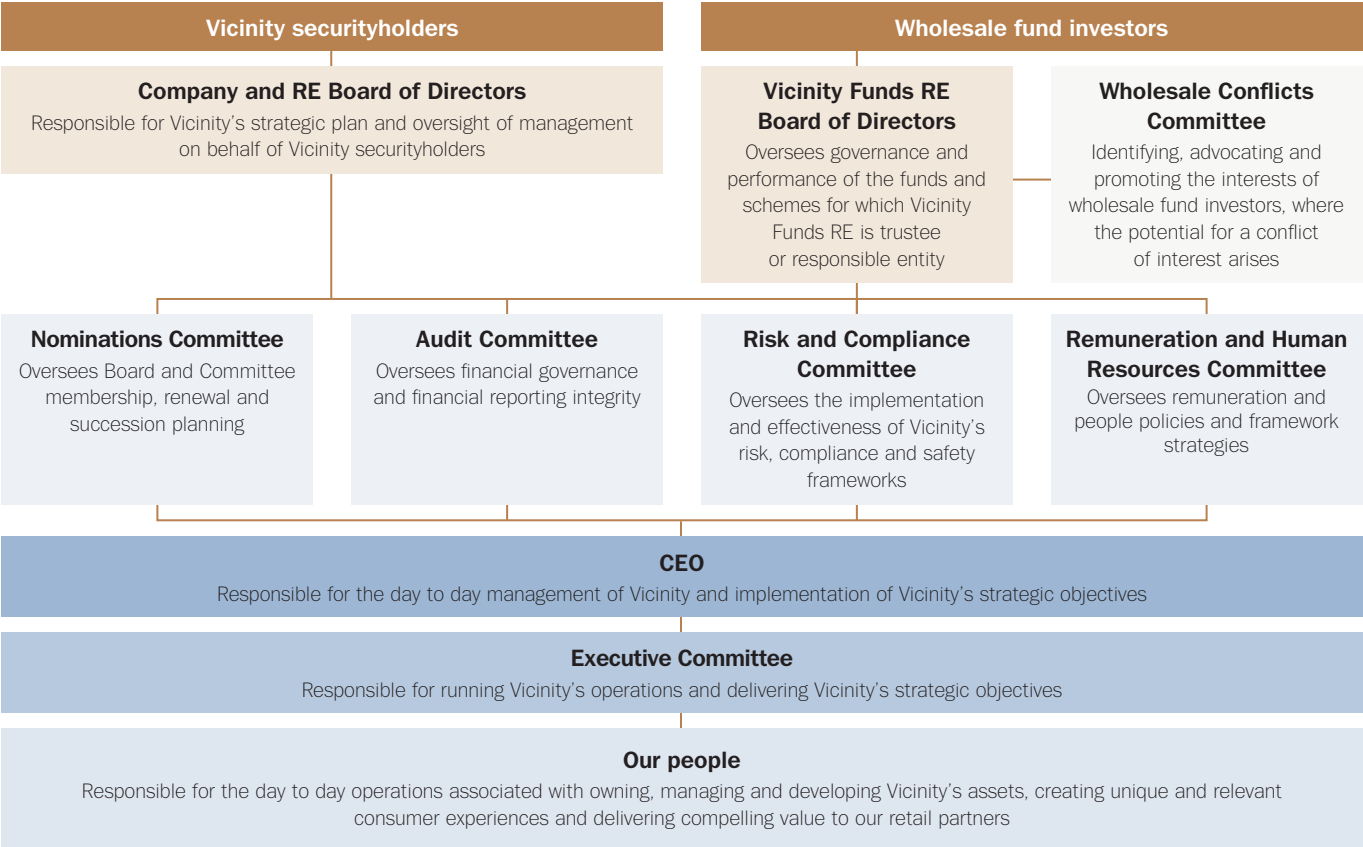 Vicinity securityholders
Wholesale fund investors
Company and RE Board of Directors
Responsible for Vicinity's strategic plan and oversight of management
on behalf of Vicinity securityholders
Vicinity Funds RE
Board of Directors
Oversees governance and
performance of the funds and
schemes for which Vicinity
Funds RE is trustee
or responsible entity
Wholesale Conflicts
Committee
Identifying, advocating and
promoting the interests of
wholesale fund investors, where
the potential for a conflict
of interest arises
Nominations Committee
Oversees Board and Committee
membership, renewal and
succession planning
Audit Committee
Oversees financial governance
and financial reporting integrity
Risk and Compliance
Committee
Oversees the implementation
and effectiveness of Vicinity's
risk, compliance and safety
frameworks
Remuneration and Human
Resources Committee
Oversees remuneration and
people policies and framework
strategies
CEO
Responsible for the day to day management of Vicinity and implementation of Vicinity's strategic objectives
Executive Committee
Responsible for running Vicinity's operations and delivering Vicinity's strategic objectives
Our people
Responsible for the day to day operations associated with owning, managing and developing Vicinity's assets, creating unique and relevant
consumer experiences and delivering compelling value to our retail partners